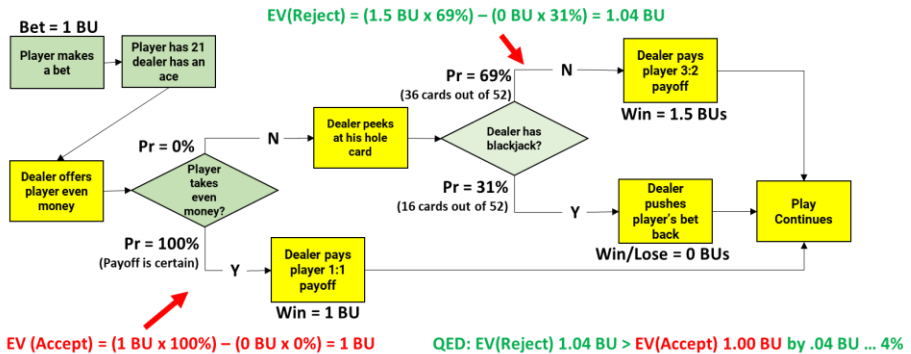 EV(Reject) = (1.5 BU x 69%) – (0 BU x 31%) = 1.04 BU
Bet = 1 BU
Player makes
a bet
Player has 21
dealer has an
ace
Dealer offers
player even
money
Pr = 0%
N
Player
takes
even
money?
Pr = 100%
(Payoff is certain)
Y
Dealer pays
player 1:1
payoff
Win = 1 BU
Dealer peeks
at his hole
card
Pr = 69%
(36 cards out of 52)
N
Dealer has
blackjack?
Pr = 31%
(16 cards out of 52)
Y
Dealer pays
player 3:2
payoff
Win = 1.5 BUs
Dealer
pushes
player's bet
back
Win/Lose = 0 BUs
Play
Continues
EV (Accept) = (1 BU x 100%) – (0 BU x 0%) = 1 BU
QED: EV(Reject) 1.04 BU > EV(Accept) 1.00 BU by .04 BU ... 4%